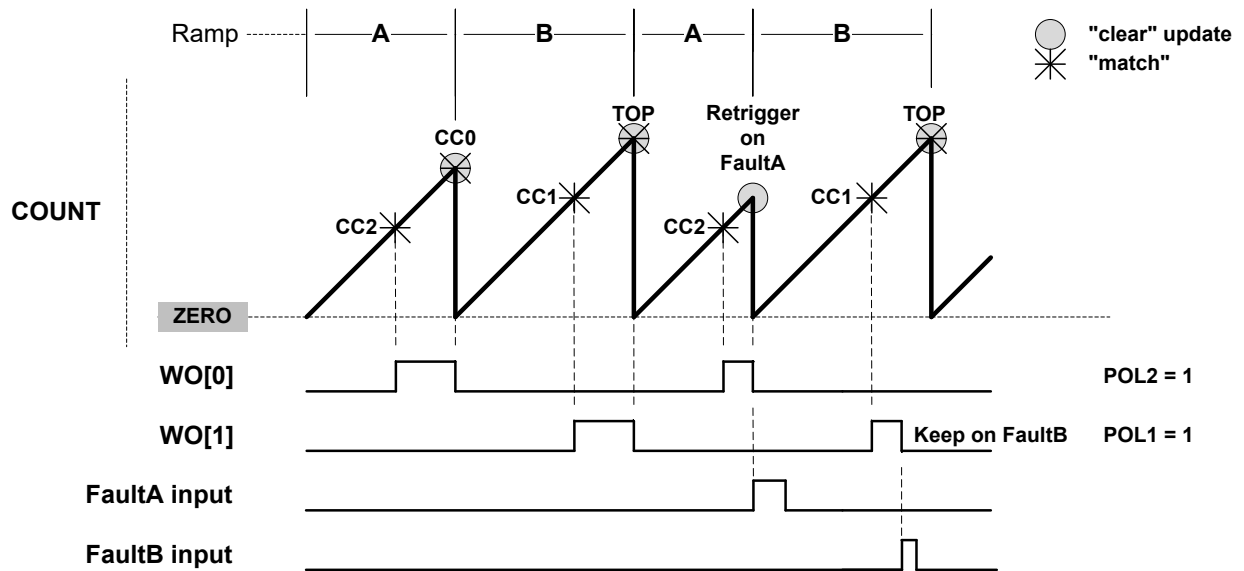 Ramp A B A B
"clear" update
"match"
TOP Retrigger TOP
CC0 on
FaultA
CC1 CC1
COUNT
CC2 CC2
ZERO
WO[0] POL2 = 1
WO[1] Keep on FaultB POL1 = 1
FaultA input
FaultB input